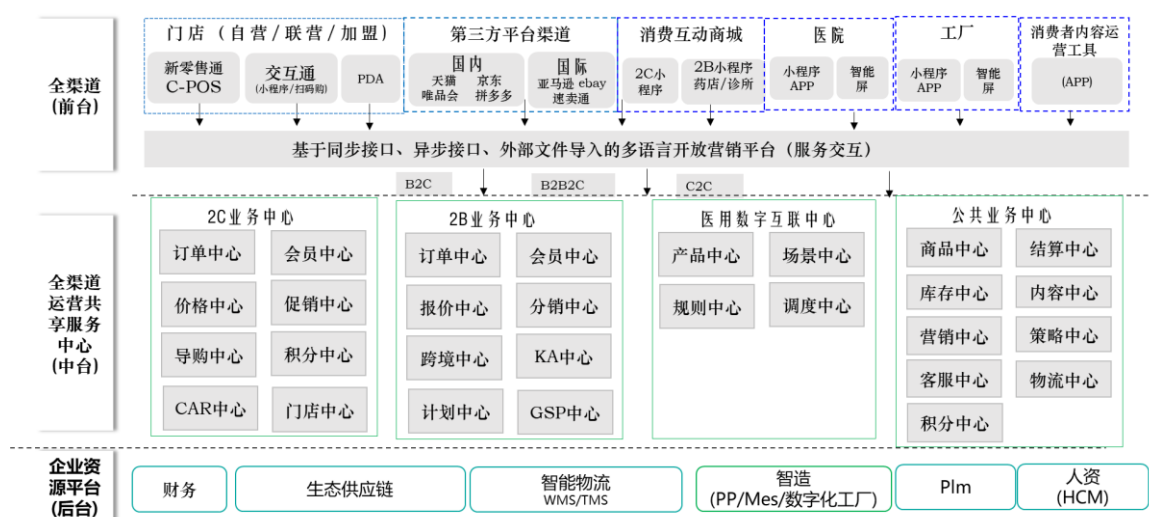 全渠道
(前台)
门店（自营/联营/加盟）
新零售通
C-POS
交互通
(小程序/扫码购)
PDA
第三方平台渠道
国内
天猫 京东
唯品会 拼多多
国际
亚马逊 ebay
速卖通
消费互动商城
2C小
程序
2B小程序
药店/诊所
医院
小程序
APP
智能
屏
工厂
小程序
APP
智能
屏
消费者内容运
营工具
(APP)
基于同步接口、异步接口、外部文件导入的多语言开放营销平台（服务交互）
B2C
B2B2C
C2C
全渠道
运营共
享服务
中心
(中台)
2C业务中心
订单中心
会员中心
价格中心
促销中心
导购中心
积分中心
CAR中心
门店中心
2B业务中心
订单中心
会员中心
报价中心
分销中心
跨境中心
KA中心
计划中心
GSP中心
医用数字互联中心
产品中心
场景中心
规则中心
调度中心
公共业务中心
商品中心
结算中心
库存中心
内容中心
营销中心
策略中心
客服中心
物流中心
积分中心
企业资
源平台
(后台)
财务
生态供应链
智能物流
WMS/TMS
智造
(PP/Mes/数字化工厂)
Plm
人资
(HCM)